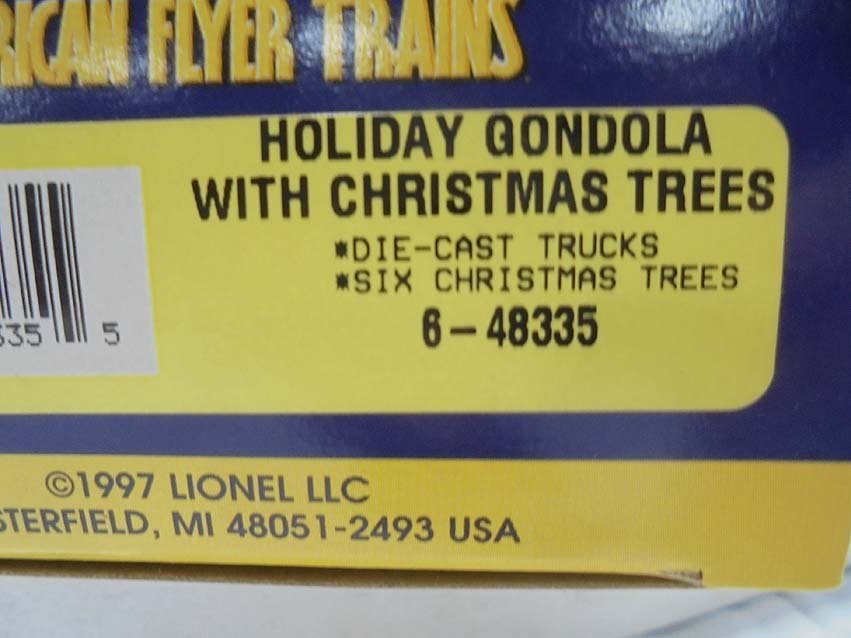 RICAN FLYER TRAINS
HOLIDAY GONDOLA
WITH CHRISTMAS TREES
*DIE-CAST TRUCKS
*SIX CHRISTMAS TREES
6-48335
335 5
©1997 LIONEL LLC
STERFIELD, MI 48051-2493 USA